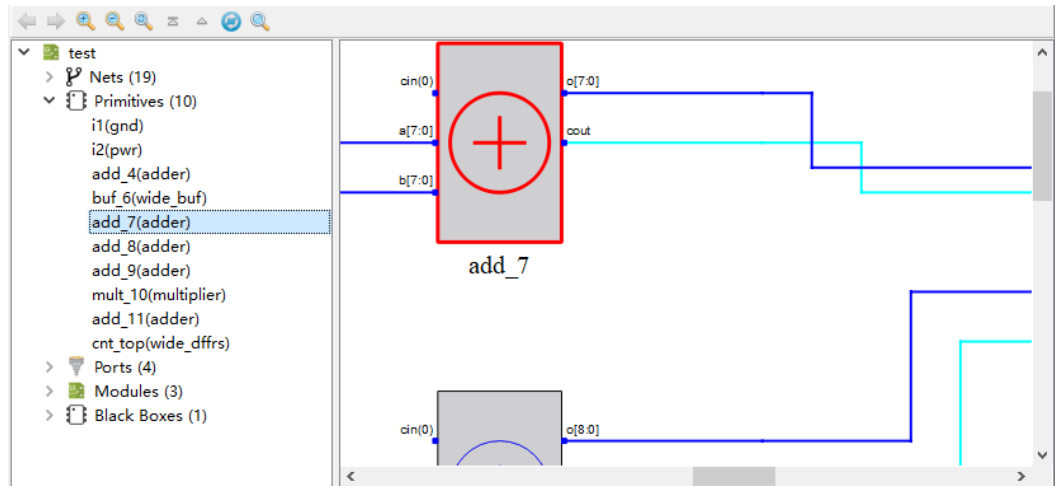 test
Nets (19)
Primitives (10)
i1(gnd)
i2(pwr)
add_4(adder)
buf_6(wide_buf)
add_7(adder)
add_8(adder)
add_9(adder)
mult_10(multiplier)
add_11(adder)
cnt_top(wide_dffrs)
Ports (4)
Modules (3)
Black Boxes (1)
cin(0)
o[7:0]
a[7:0]
cout
b[7:0]
add_7
cin(0)
o[8:0]